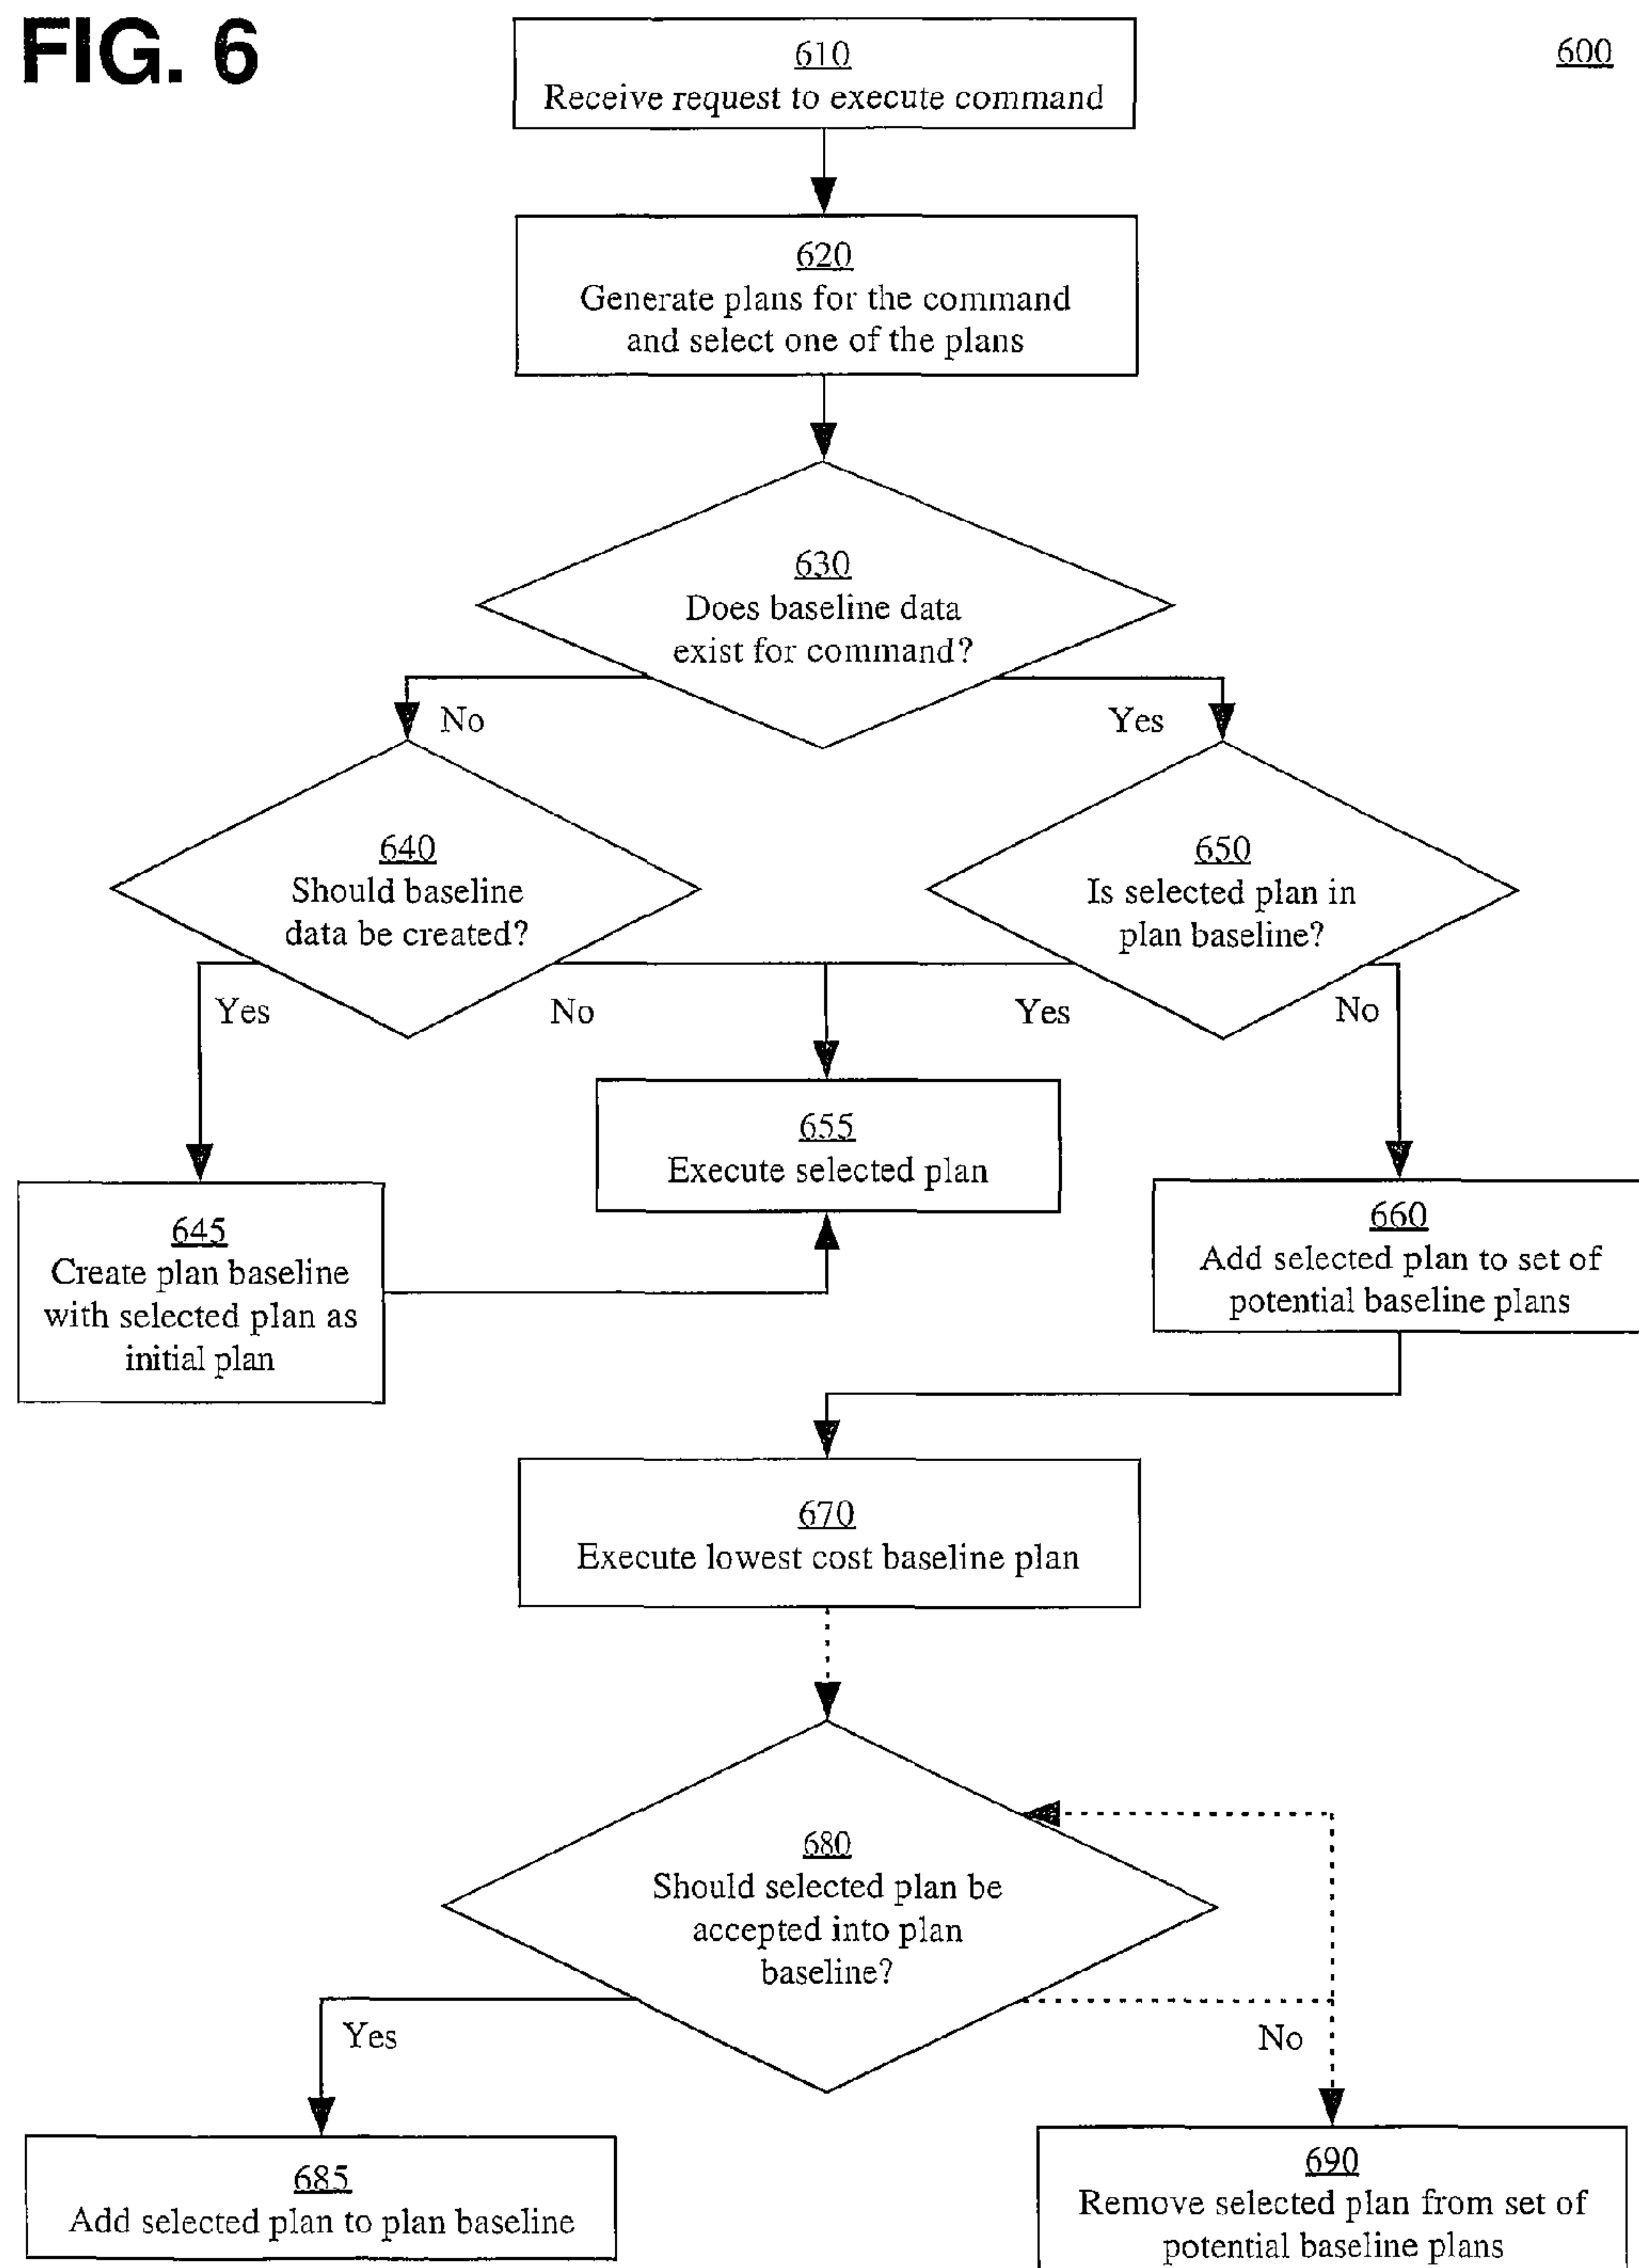 FIG. 6
600
610
Receive request to execute command
620
Generate plans for the command
and select one of the plans
630
Does baseline data
exist for command?
No
Yes
640
Should baseline
data be created?
650
Is selected plan in
plan baseline?
Yes
No
Yes
No
655
Execute selected plan
645
Create plan baseline
with selected plan as
initial plan
660
Add selected plan to set of
potential baseline plans
670
Execute lowest cost baseline plan
680
Should selected plan be
accepted into plan
baseline?
Yes
No
685
Add selected plan to plan baseline
690
Remove selected plan from set of
potential baseline plans